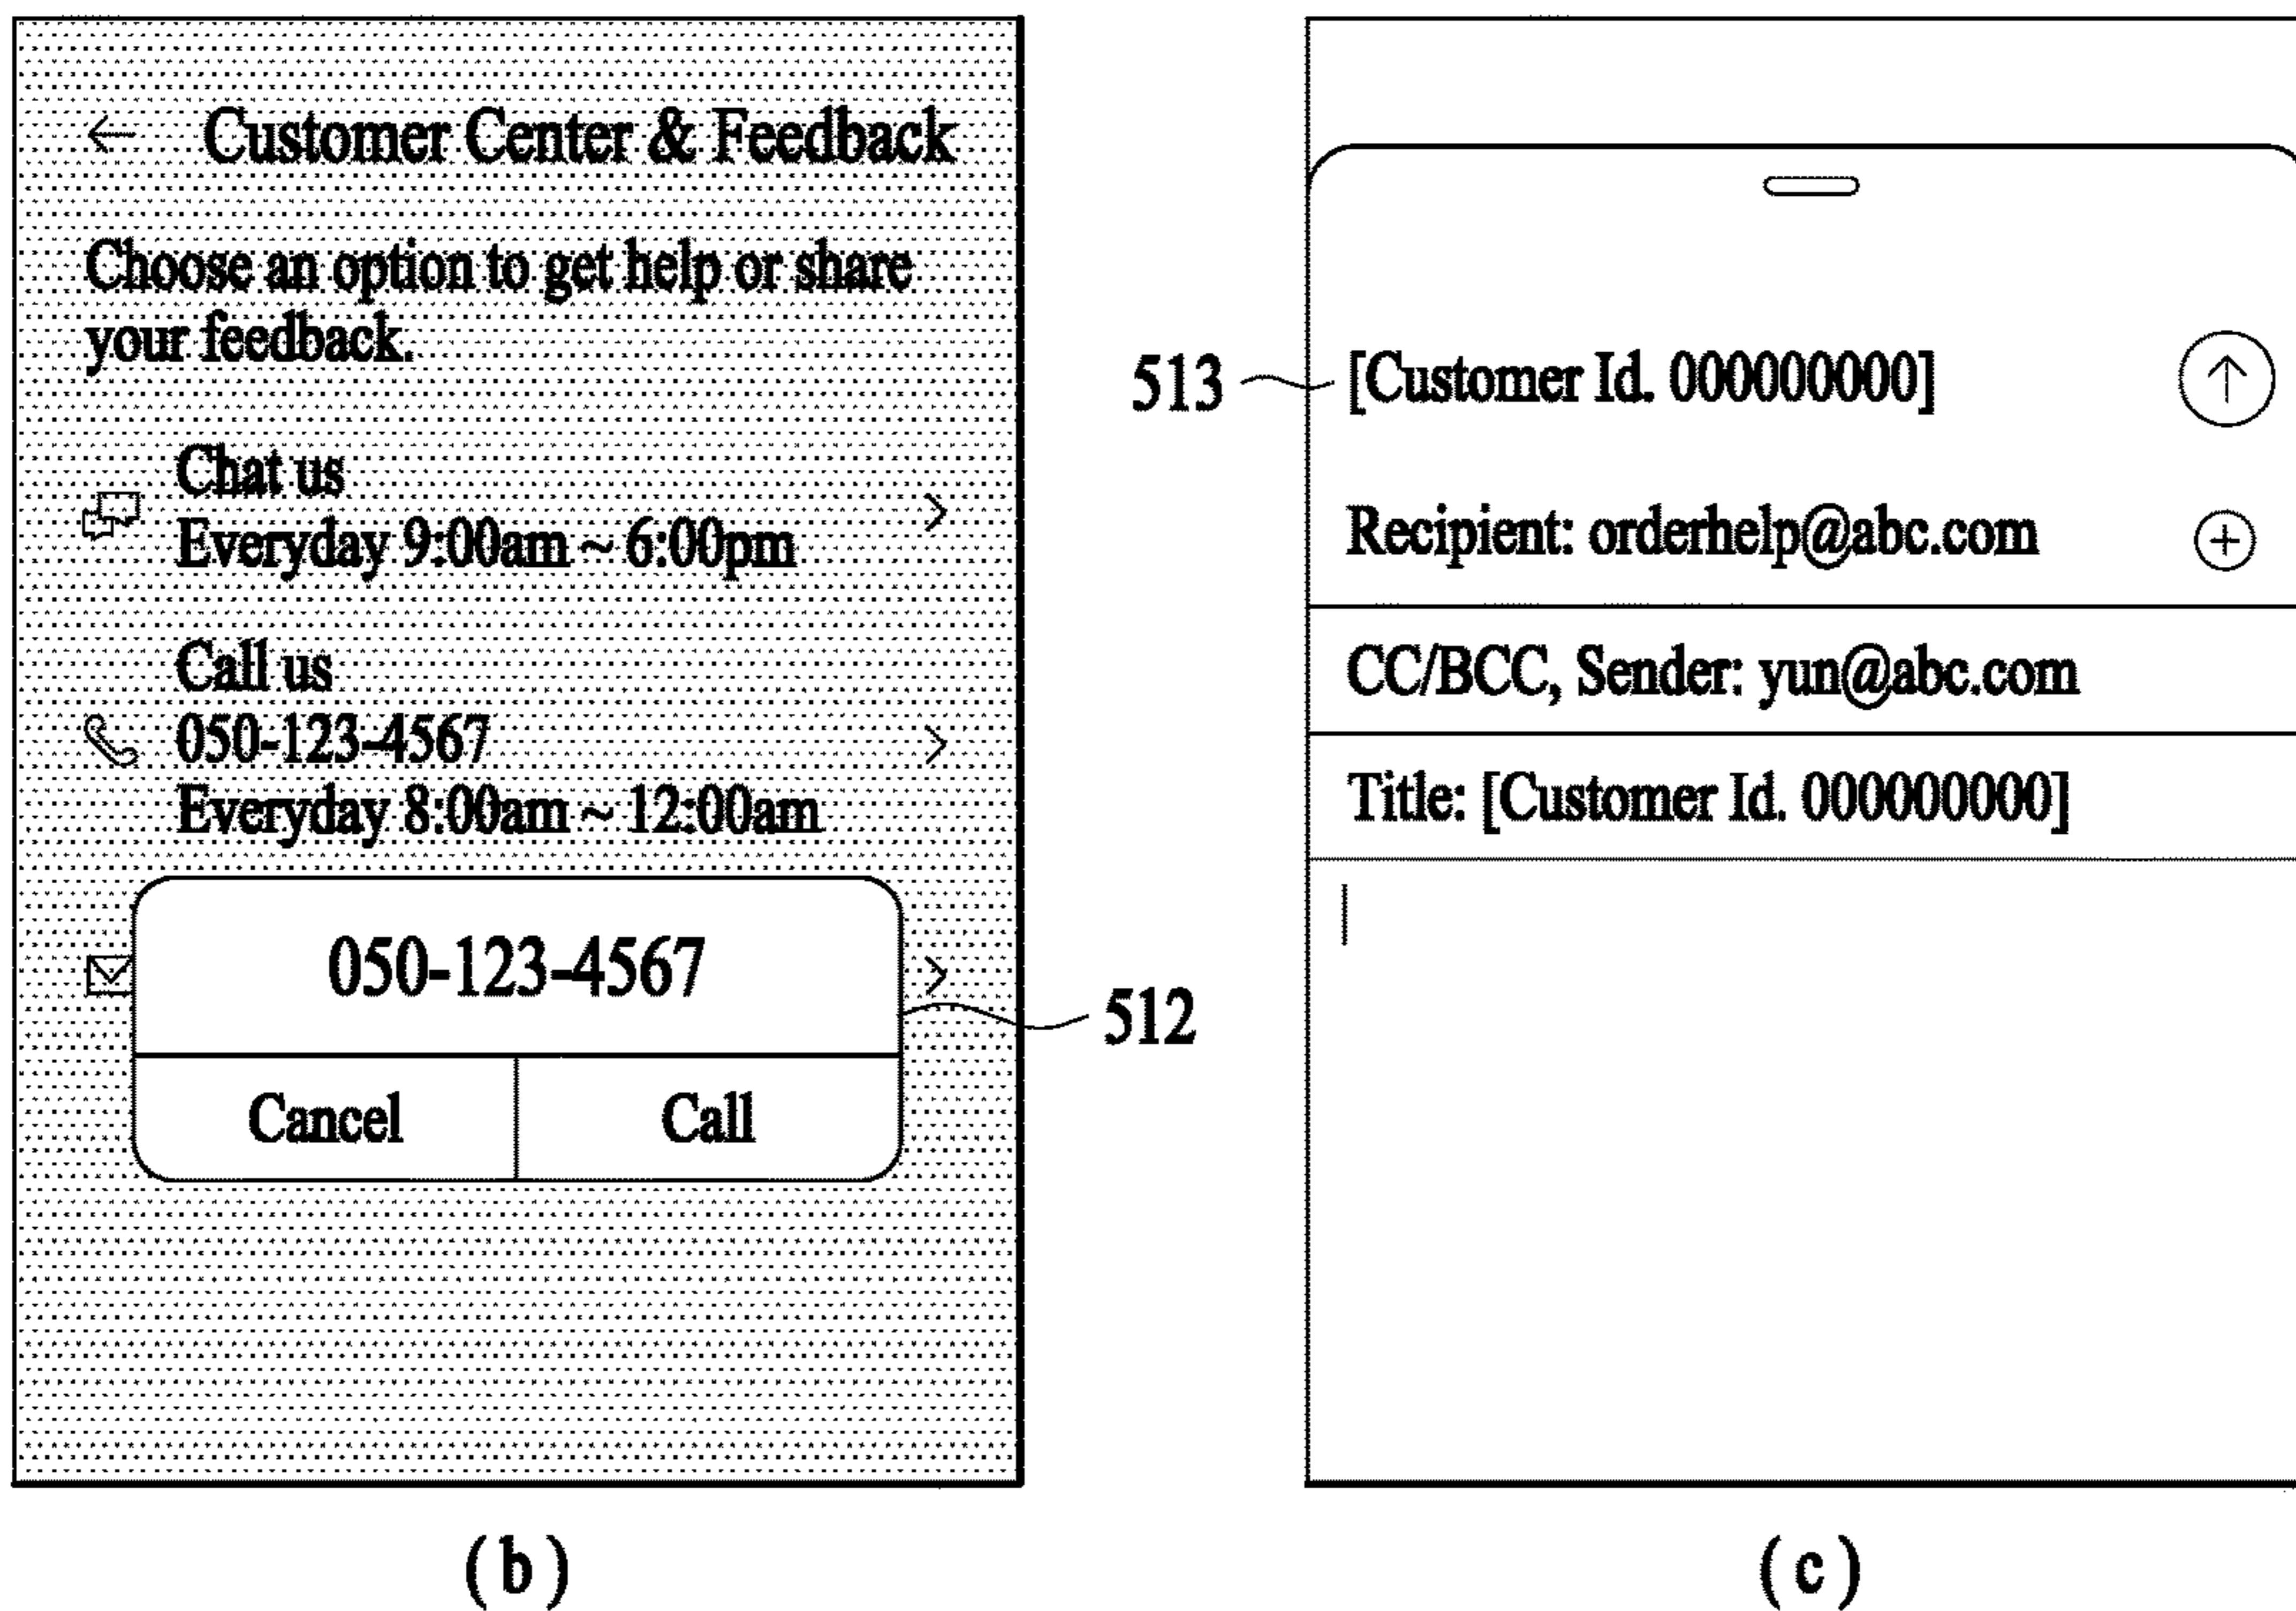 Customer Center & Feedback
Choose an option to get help or share
your feedback.
Chat us
Everyday 9:00am ~ 6:00pm
Call us
050-123-4567
Everyday 8:00am ~ 12:00am
050-123-4567
Cancel Call
512
(b)
513
[Customer Id. 000000000]
Recipient: orderhelp@abc.com
CC/BCC, Sender: yun@abc.com
Title: [Customer Id. 000000000]
(c)